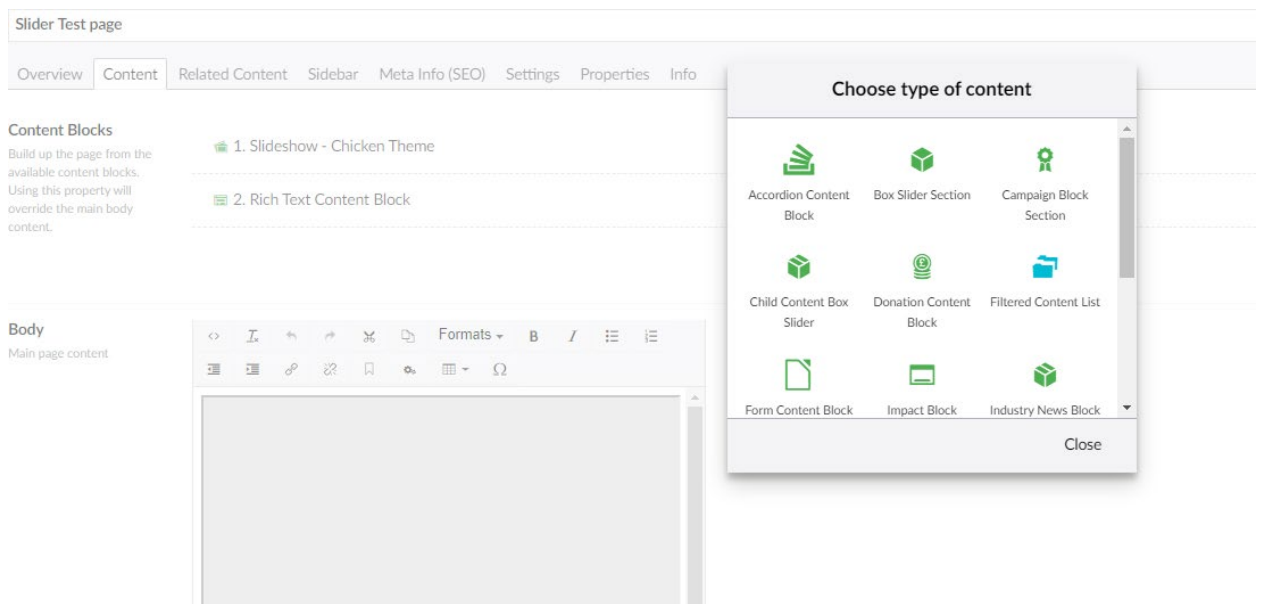 Slider Test page
Overview Content Related Content Sidebar Meta Info (SEO) Settings Properties Info
Content Blocks
Build up the page from the
available content blocks.
Using this property will
override the main body
content.
1. Slideshow - Chicken Theme
2. Rich Text Content Block
Body
Main page content
Formats
B I
Ω
Choose type of content
Accordion Content
Block
Box Slider Section
Campaign Block
Section
Child Content Box
Slider
Donation Content
Block
Filtered Content List
Form Content Block
Impact Block
Industry News Block
Close